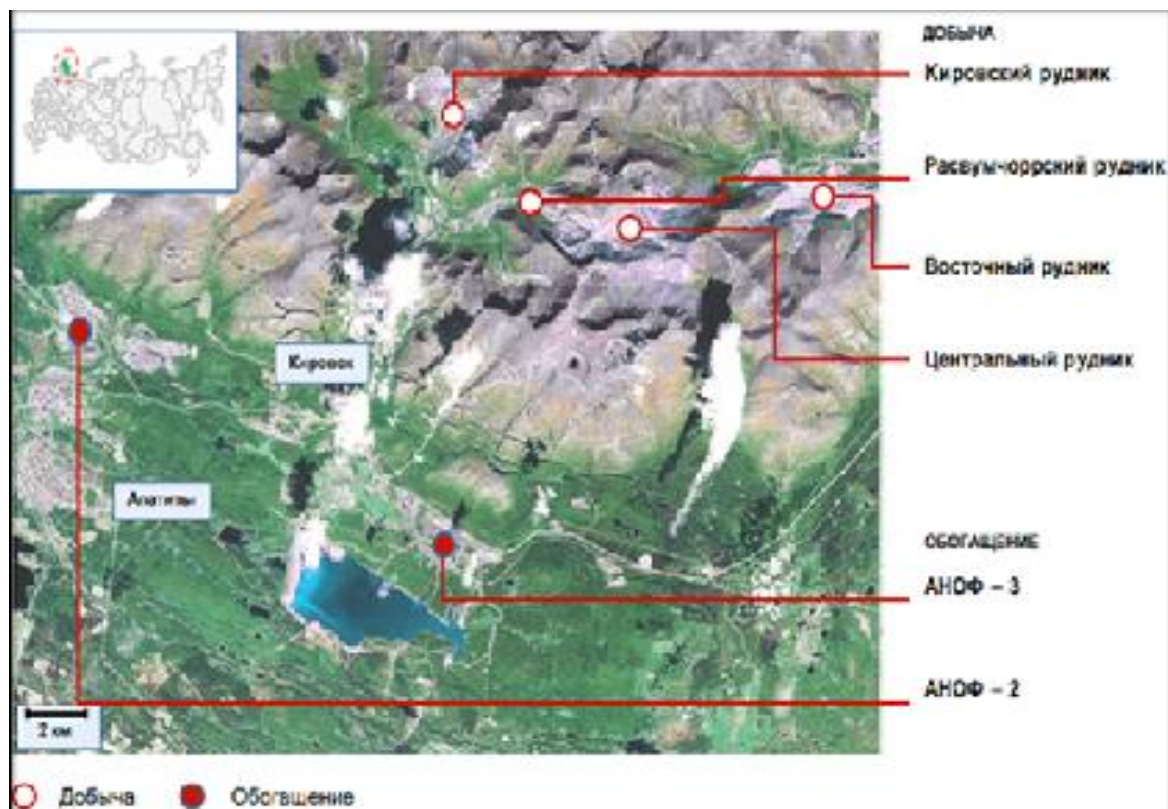 ДОБЫЧА
Кировский рудник
Расвумчоррский рудник
Восточный рудник
Центральный рудник
Кировск
Апатиты
ОБОГАЩЕНИЕ
АНОФ – 3
АНОФ – 2
2 км
Добыча
Обогащение